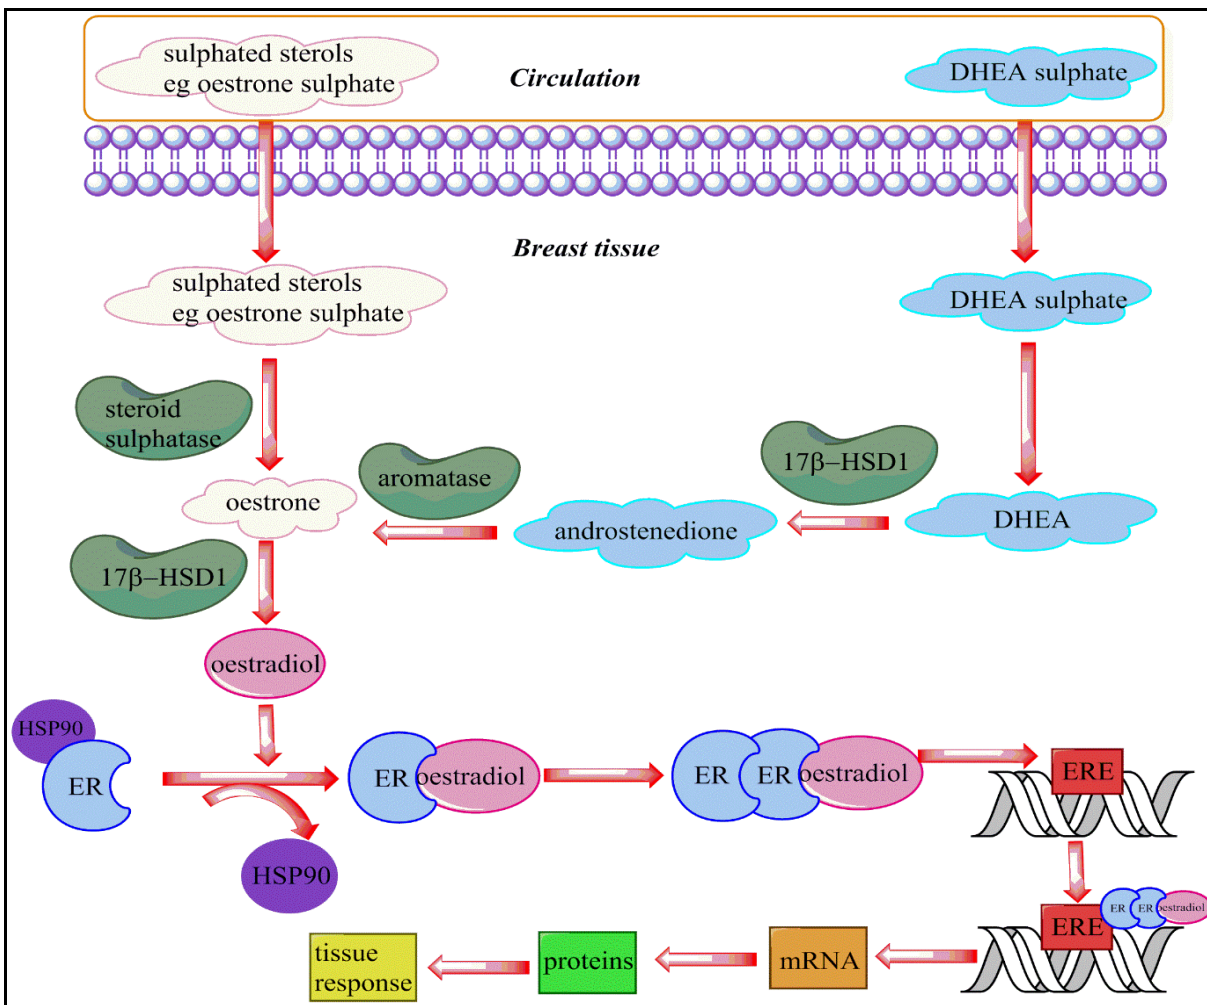 sulphated sterols
eg oestrone sulphate
Circulation
DHEA sulphate
Breast tissue
sulphated sterols
eg oestrone sulphate
DHEA sulphate
steroid
sulphatase
oestrone
aromatase
androstenedione
17β–HSD1
DHEA
17β–HSD1
oestradiol
HSP90
ER
HSP90
ER
oestradiol
ER
ER
oestradiol
ERE
ERE
ER
ER
oestradiol
mRNA
proteins
tissue
response